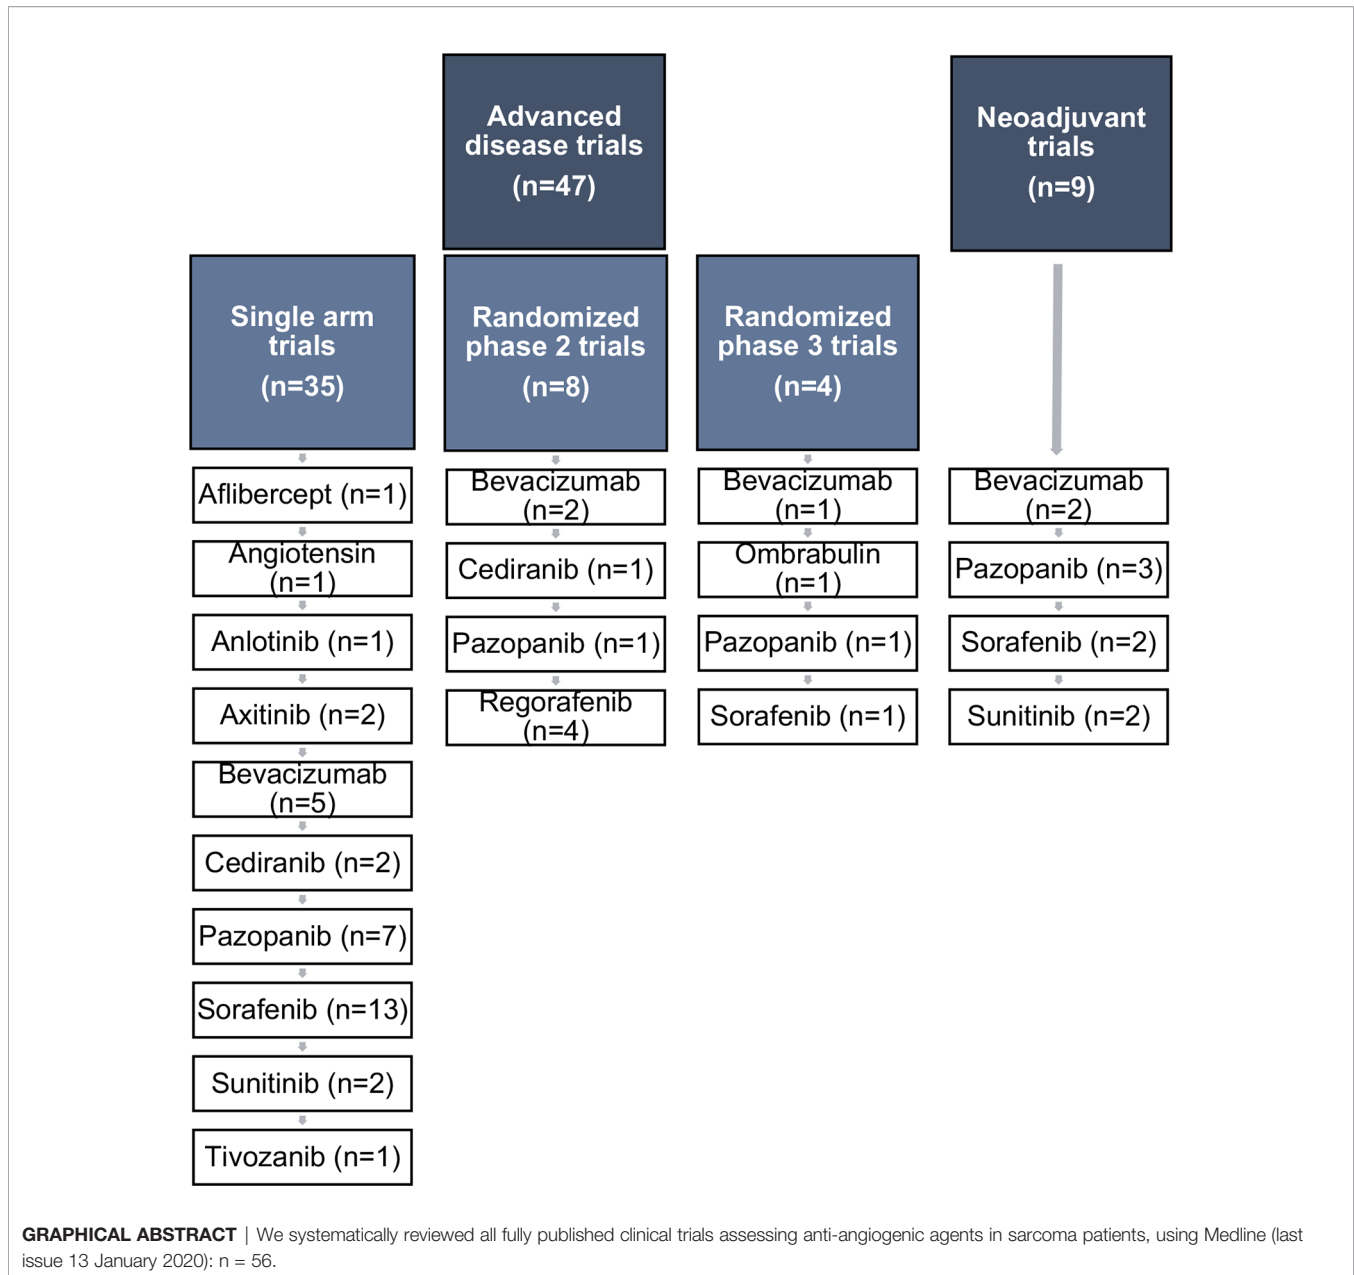 Advanced
disease trials
(n=47)
Neoadjuvant
trials
(n=9)
Single arm
trials
(n=35)
Randomized
phase 2 trials
(n=8)
Randomized
phase 3 trials
(n=4)
Aflibercept (n=1)
Angiotensin
(n=1)
Anlotinib (n=1)
Axitinib (n=2)
Bevacizumab
(n=5)
Cediranib (n=2)
Pazopanib (n=7)
Sorafenib (n=13)
Sunitinib (n=2)
Tivozanib (n=1)
Bevacizumab
(n=2)
Cediranib (n=1)
Pazopanib (n=1)
Regorafenib
(n=4)
Bevacizumab
(n=1)
Ombrabulin
(n=1)
Pazopanib (n=1)
Sorafenib (n=1)
Bevacizumab
(n=2)
Pazopanib (n=3)
Sorafenib (n=2)
Sunitinib (n=2)
GRAPHICAL ABSTRACT | We systematically reviewed all fully published clinical trials assessing anti-angiogenic agents in sarcoma patients, using Medline (last
issue 13 January 2020): n = 56.